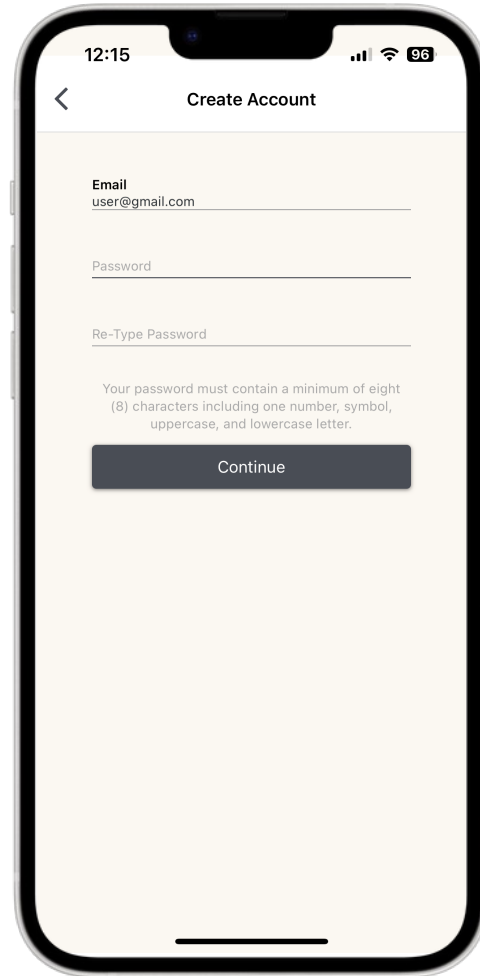 12:15
96
Create Account
Email
user@gmail.com
Password
Re-Type Password
Your password must contain a minimum of eight
(8) characters including one number, symbol,
uppercase, and lowercase letter.
Continue